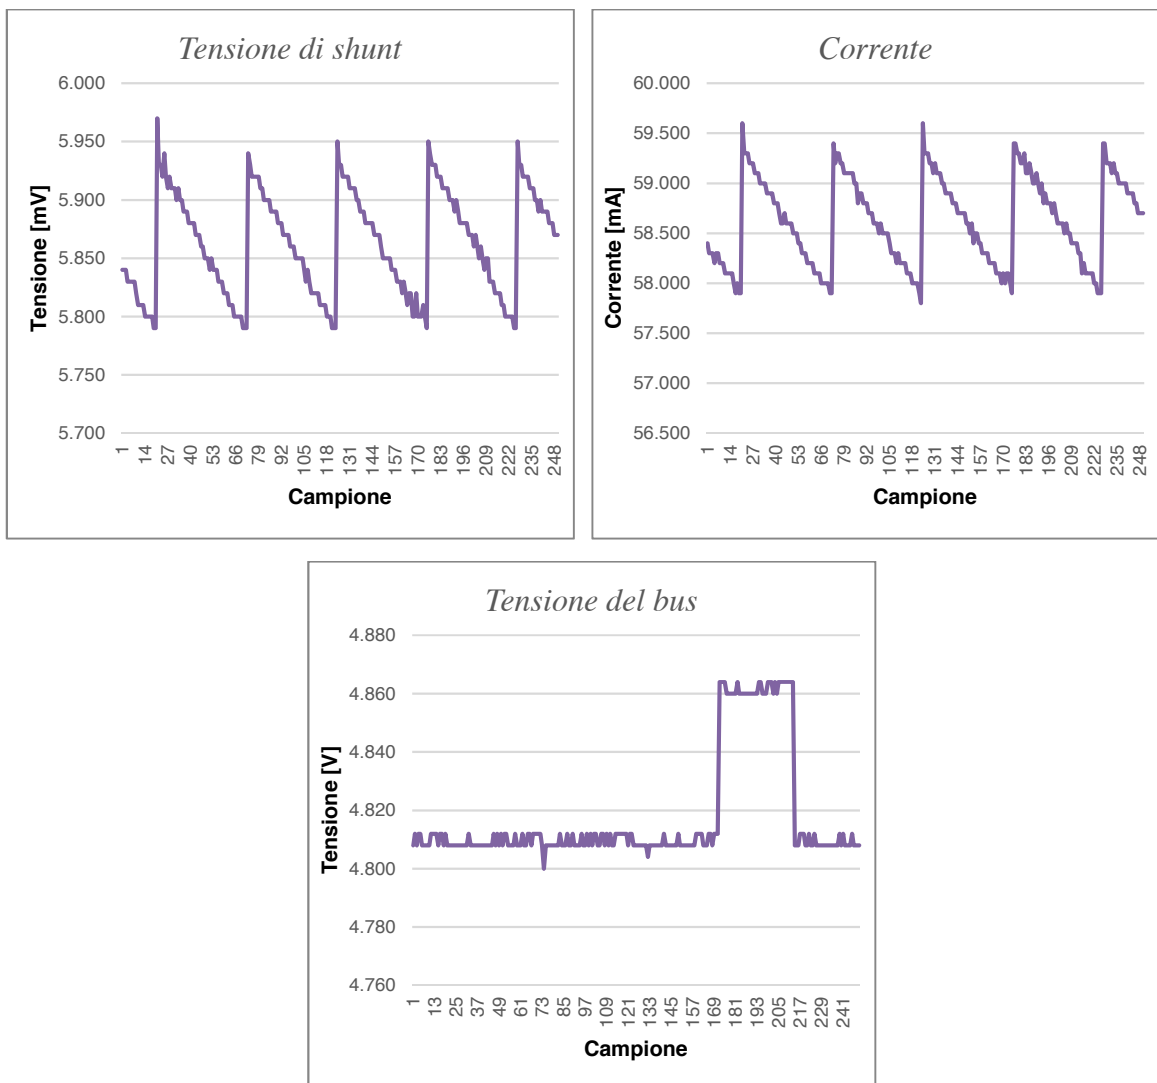 Tensione di shunt
6.000
5.950
5.900
5.850
5.800
5.750
5.700
Tensione [mV]
1 14 27 40 53 66 79 92 105 118 131 144 157 170 183 196 209 222 235 248
Campione
Corrente
60.000
59.500
59.000
58.500
58.000
57.500
57.000
56.500
Corrente [mA]
1 14 27 40 53 66 79 92 105 118 131 144 157 170 183 196 209 222 235 248
Campione
Tensione del bus
4.880
4.860
4.840
4.820
4.800
4.780
4.760
Tensione [V]
1 13 25 37 49 61 73 85 97 109 121 133 145 157 169 181 193 205 217 229 241
Campione